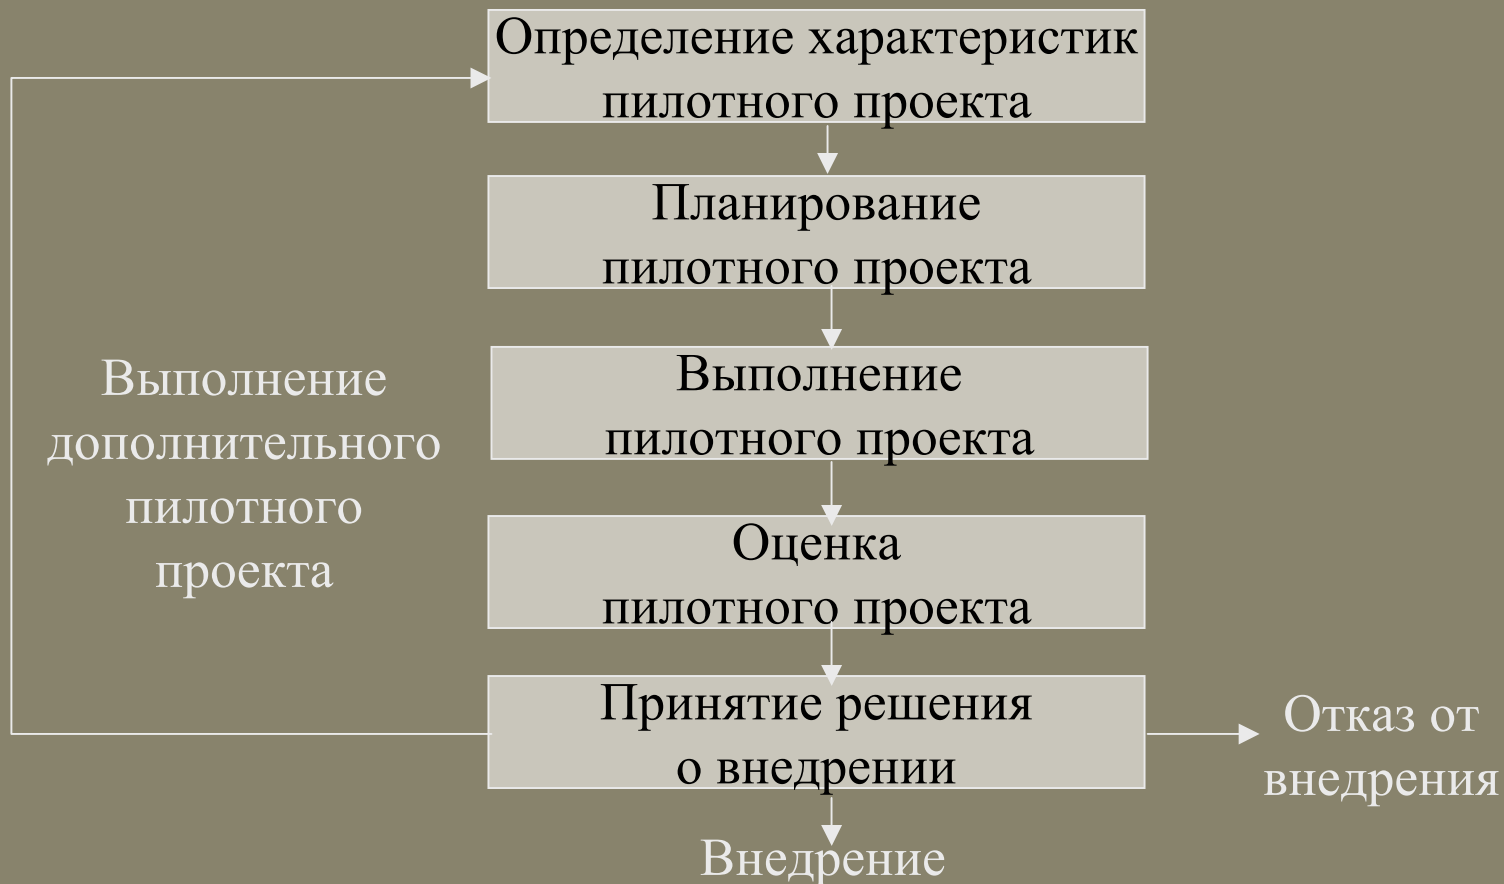 Определение характеристик
пилотного проекта
Планирование
пилотного проекта
Выполнение
дополнительного
пилотного
проекта
Выполнение
пилотного проекта
Оценка
пилотного проекта
Принятие решения
о внедрении
Отказ от
внедрения
Внедрение